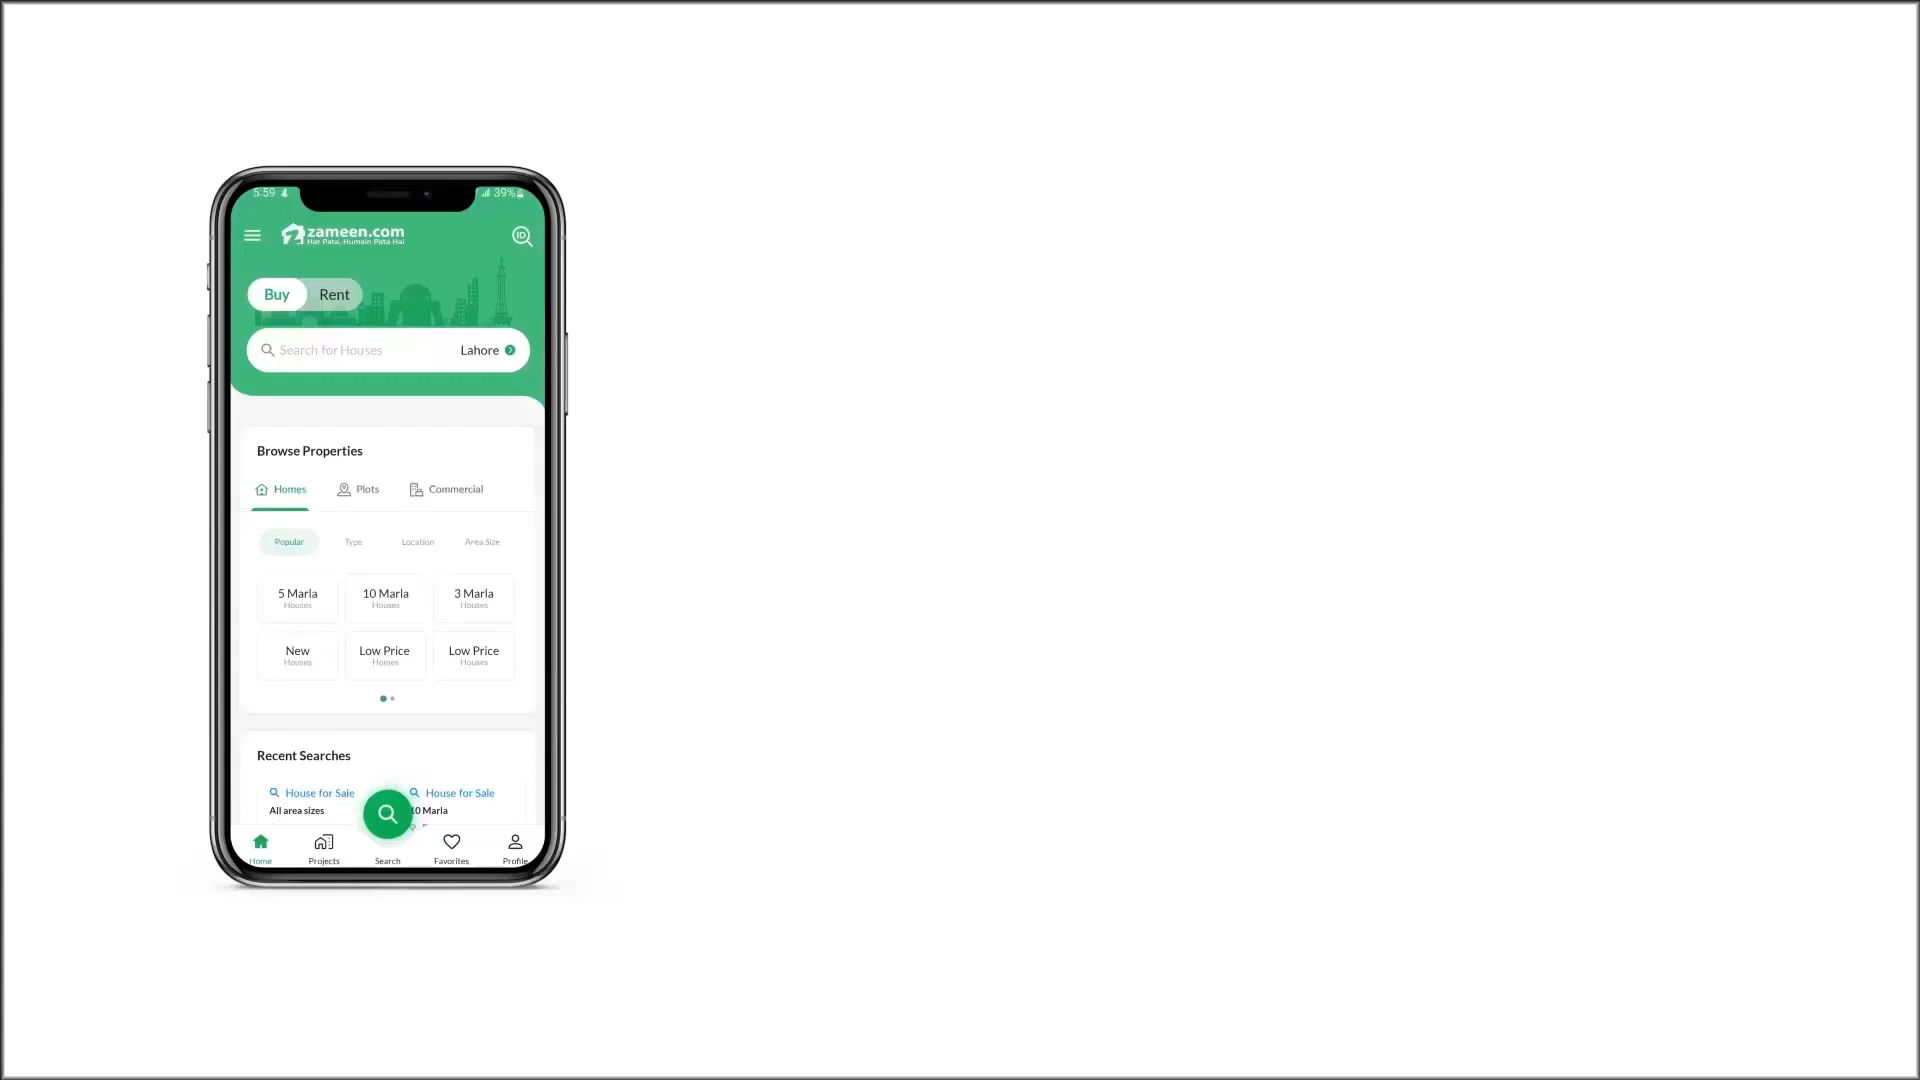 5:59 39%
zameen.com
Har Pata, Humain Pata Hai
ID
Buy Rent
Search for Houses Lahore
Browse Properties
Homes Plots Commercial
Popular Type Location Area Size
5 Marla 10 Marla 3 Marla
Houses Houses Houses
New Low Price Low Price
Houses Homes Houses
Recent Searches
House for Sale House for Sale
All area sizes 10 Marla
Home Projects Search Favorites Profile